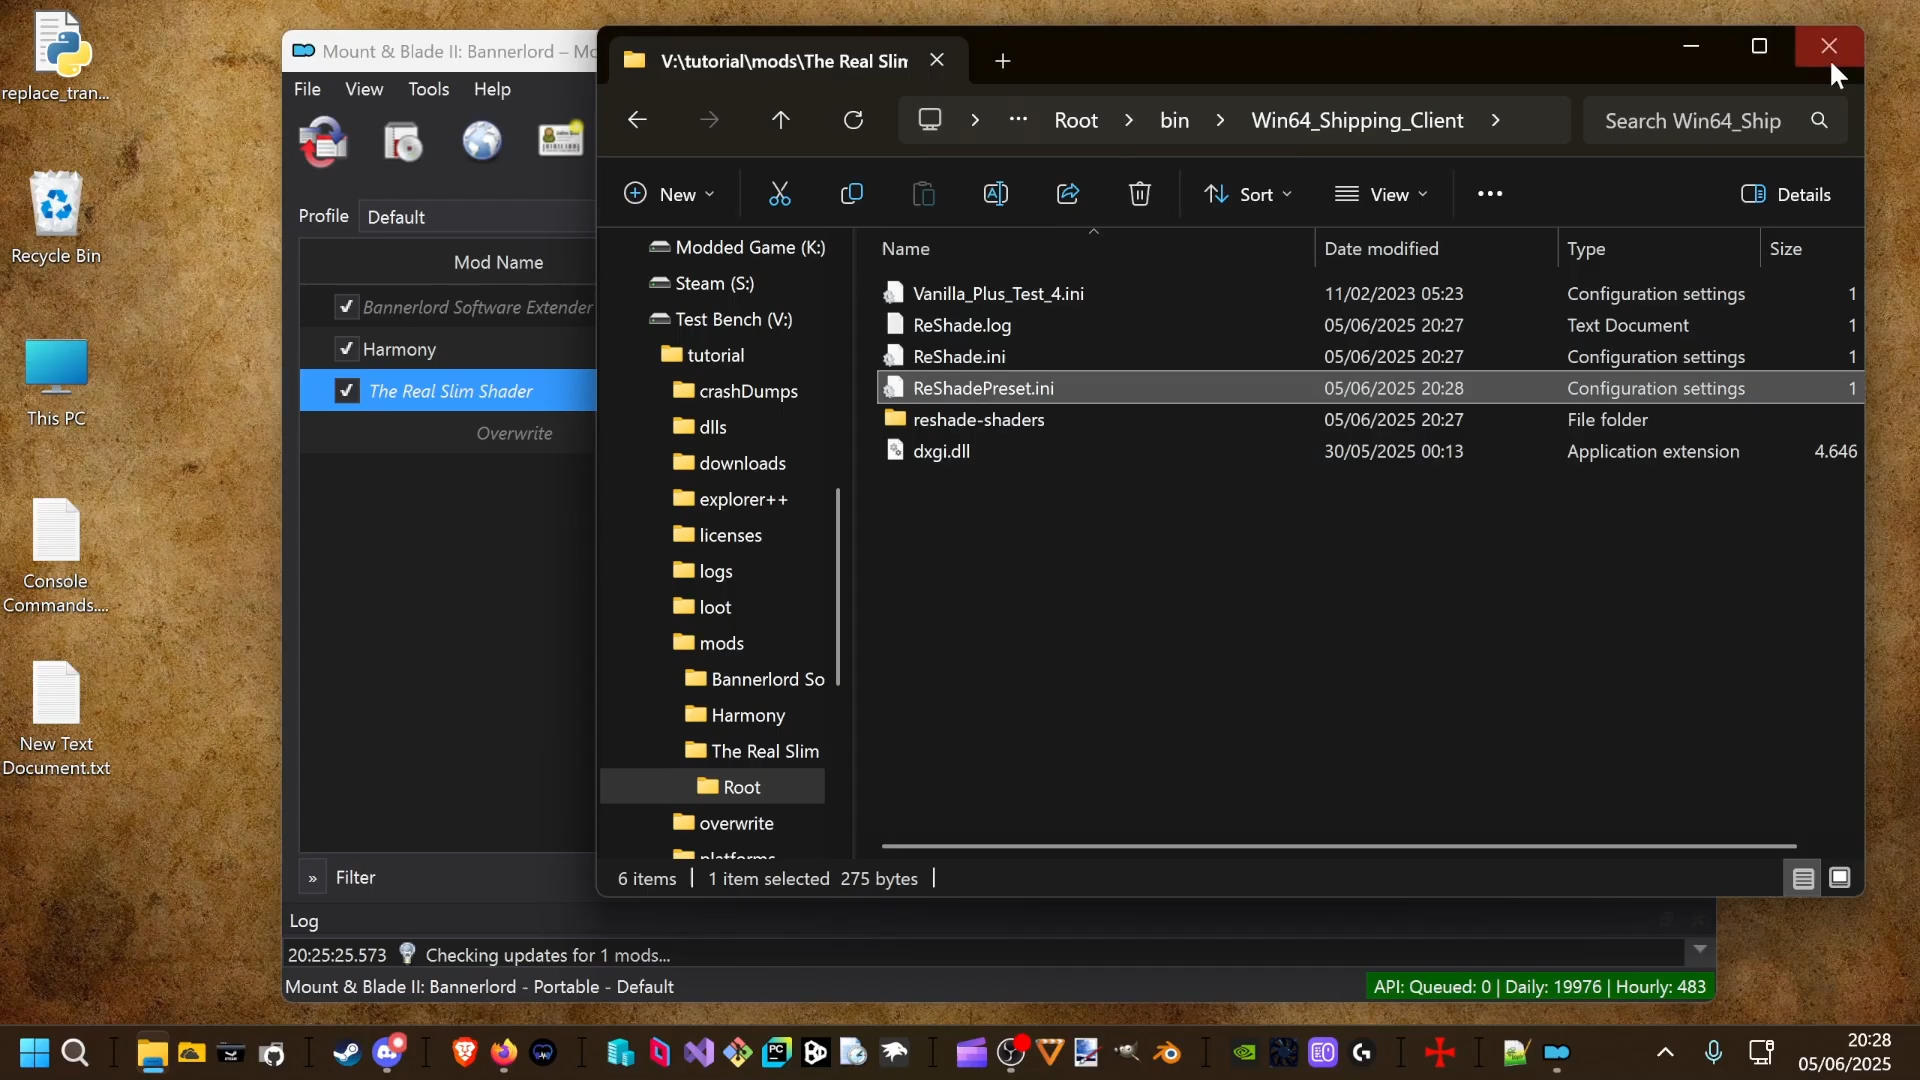 replace_tran...
Recycle Bin
This PC
Console
Commands....
New Text
Document.txt
Mount & Blade II: Bannerlord – Mo
File View Tools Help
Profile Default
Mod Name
Bannerlord Software Extender
Harmony
The Real Slim Shader
Overwrite
» Filter
Log
20:25:25.573 Checking updates for 1 mods...
Mount & Blade II: Bannerlord - Portable - Default
API: Queued: 0 | Daily: 19976 | Hourly: 483
V:\tutorial\mods\The Real Slim
Root > bin > Win64_Shipping_Client >
Search Win64_Ship
New Sort View ••• Details
Modded Game (K:)
Steam (S:)
Test Bench (V:)
tutorial
crashDumps
dlls
downloads
explorer++
licenses
logs
loot
mods
Bannerlord So
Harmony
The Real Slim
Root
overwrite
platforms
Name Date modified Type Size
Vanilla_Plus_Test_4.ini 11/02/2023 05:23 Configuration settings 1
ReShade.log 05/06/2025 20:27 Text Document 1
ReShade.ini 05/06/2025 20:27 Configuration settings 1
ReShadePreset.ini 05/06/2025 20:28 Configuration settings 1
reshade-shaders 05/06/2025 20:27 File folder
dxgi.dll 30/05/2025 00:13 Application extension 4.646
6 items 1 item selected 275 bytes
20:28
05/06/2025